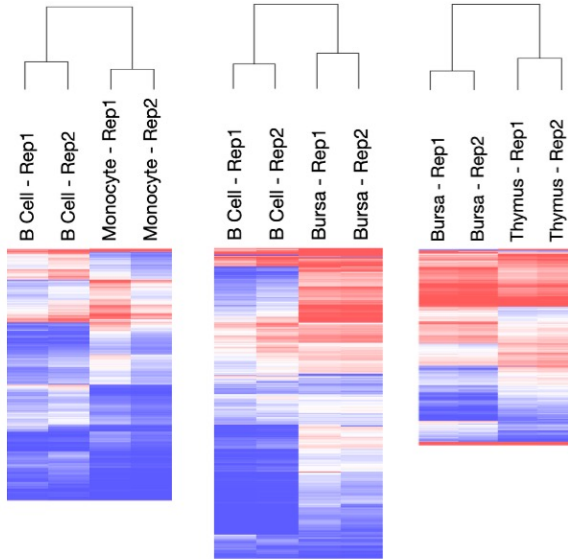 B Cell - Rep1
B Cell - Rep2
Monocyte - Rep1
Monocyte - Rep2
B Cell - Rep1
B Cell - Rep2
Bursa - Rep1
Bursa - Rep2
Bursa - Rep1
Bursa - Rep2
Thymus - Rep1
Thymus - Rep2